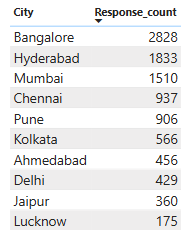 City Response_count
Bangalore 2828
Hyderabad 1833
Mumbai 1510
Chennai 937
Pune 906
Kolkata 566
Ahmedabad 456
Delhi 429
Jaipur 360
Lucknow 175